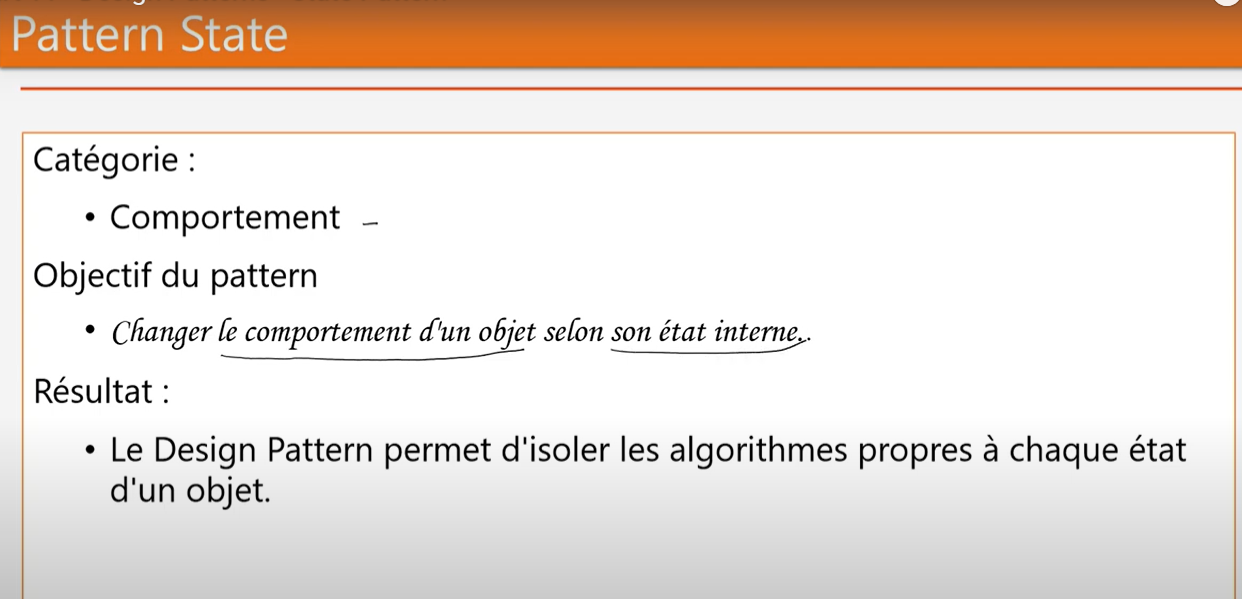 Pattern State
Catégorie :
• Comportement
Objectif du pattern
• Changer le comportement d'un objet selon son état interne..
Résultat :
• Le Design Pattern permet d'isoler les algorithmes propres à chaque état
d'un objet.